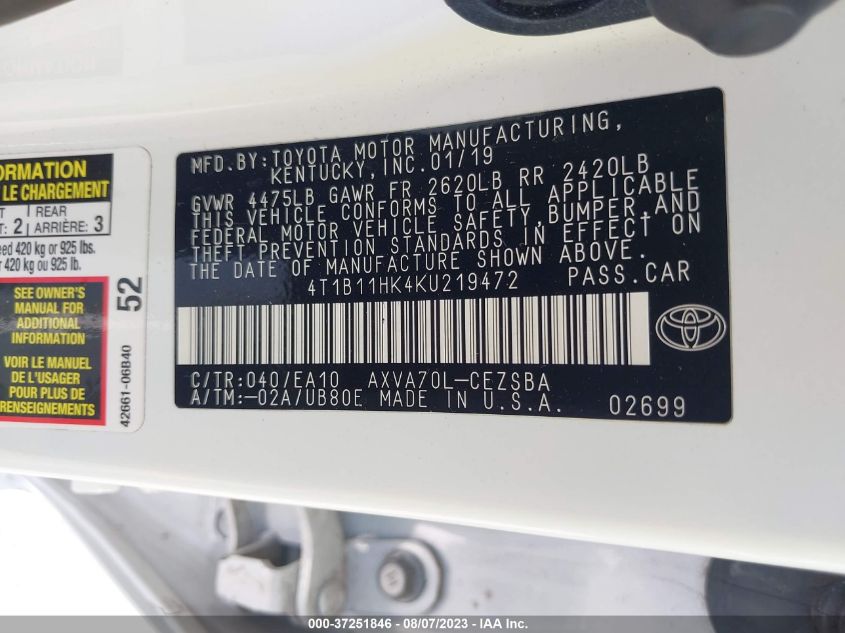 MFD.BY:TOYOTA MOTOR MANUFACTURING,
KENTUCKY,INC.01/19
GVWR 4475LB GAWR FR 2620LB RR 2420LB
THIS VEHICLE CONFORMS TO ALL APPLICABLE
FEDERAL MOTOR VEHICLE SAFETY,BUMPER,AND
THEFT PREVENTION STANDARDS IN EFFECT ON
THE DATE OF MANUFACTURE SHOWN ABOVE.
4T1B11HK4KU219472 PASS.CAR
C/TR:040/EA10 AXVA70L-CEZSBA
A/TM:-02A/UB80E MADE IN U.S.A. 02699
LE CHARGEMENT
REAR
2 ARRIÈRE: 3
420 kg or 925 lbs.
420 kg ou 925 lb.
SEE OWNER'S
MANUAL FOR
ADDITIONAL
INFORMATION
VOIR LE MANUEL
DE L'USAGER
POUR PLUS DE
RENSEIGNEMENTS
52
42661-06B40
000-37251846 - 08/07/2023 - IAA Inc.